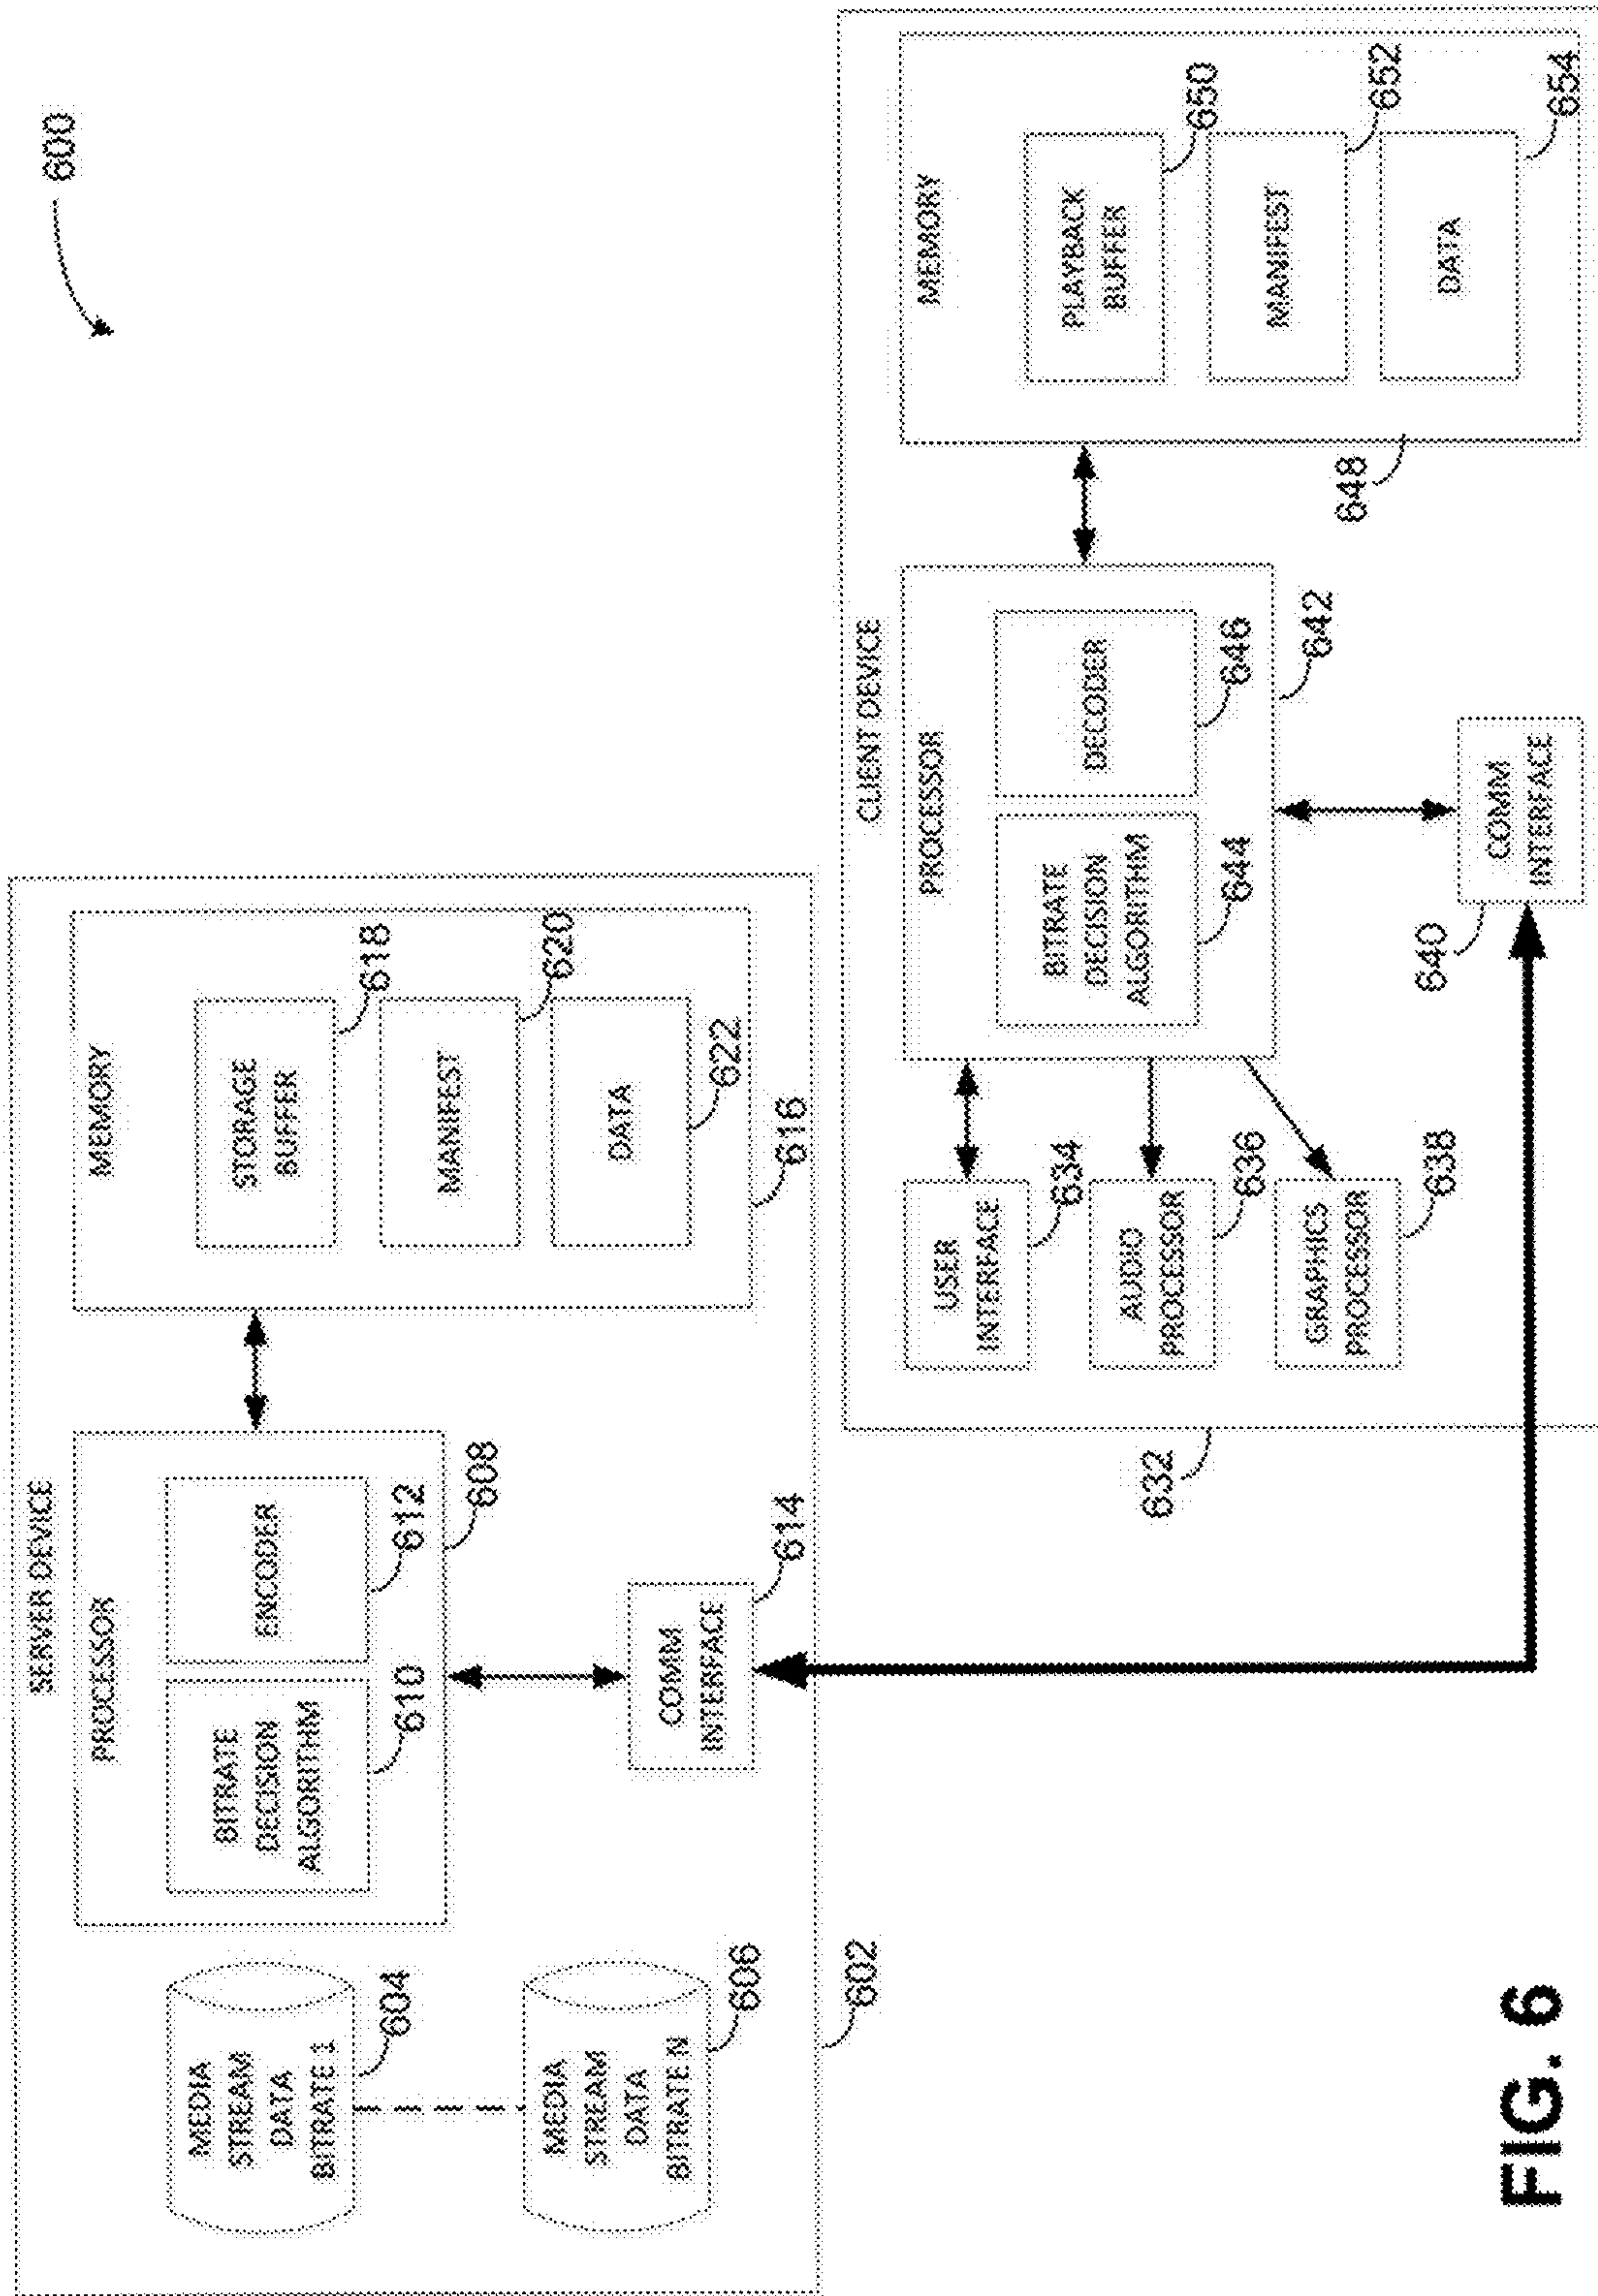 600
SERVER DEVICE
MEDIA
STREAM
DATA
BITRATE 1
604
MEDIA
STREAM
DATA
BITRATE N
606
602
PROCESSOR
BITRATE
DECISION
ALGORITHM
610
ENCODER
612
608
COMM
INTERFACE
614
MEMORY
STORAGE
BUFFER
618
MANIFEST
620
DATA
622
616
CLIENT DEVICE
632
USER
INTERFACE
634
AUDIO
PROCESSOR
636
GRAPHICS
PROCESSOR
638
PROCESSOR
BITRATE
DECISION
ALGORITHM
644
DECODER
646
642
COMM
INTERFACE
640
MEMORY
PLAYBACK
BUFFER
650
MANIFEST
652
DATA
654
648
FIG. 6